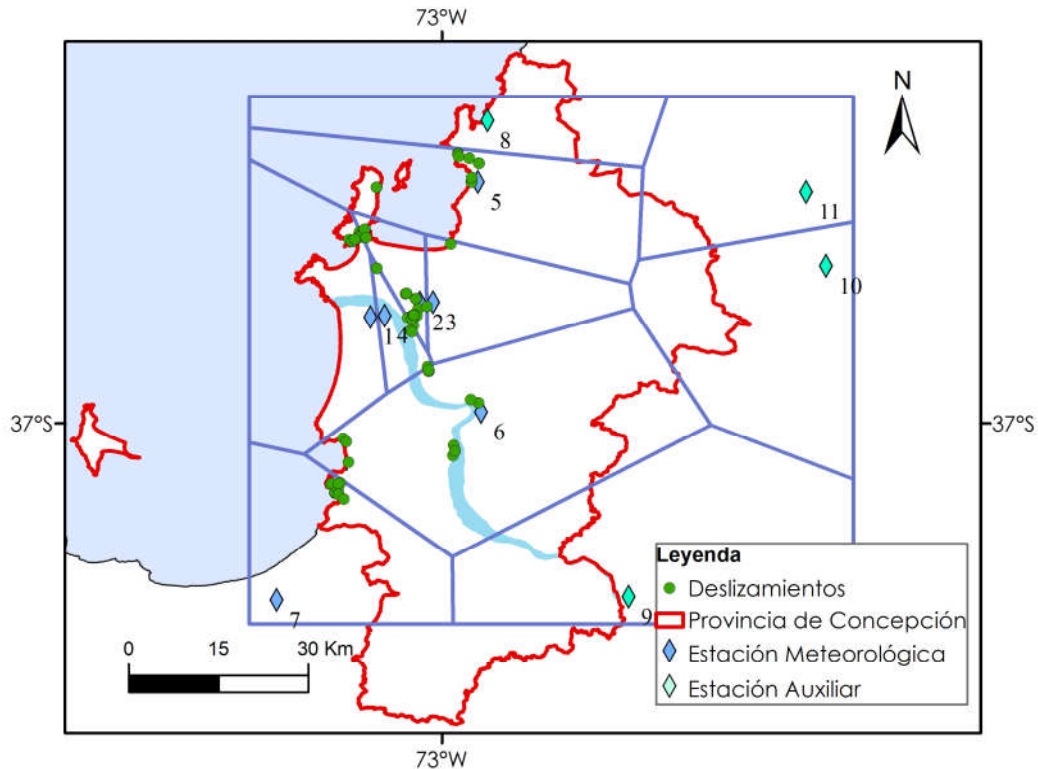 73°W
N
8
5
11
10
23
14
37°S
37°S
6
7
9
Leyenda
Deslizamientos
Provincia de Concepción
Estación Meteorológica
Estación Auxiliar
0 15 30 Km
73°W